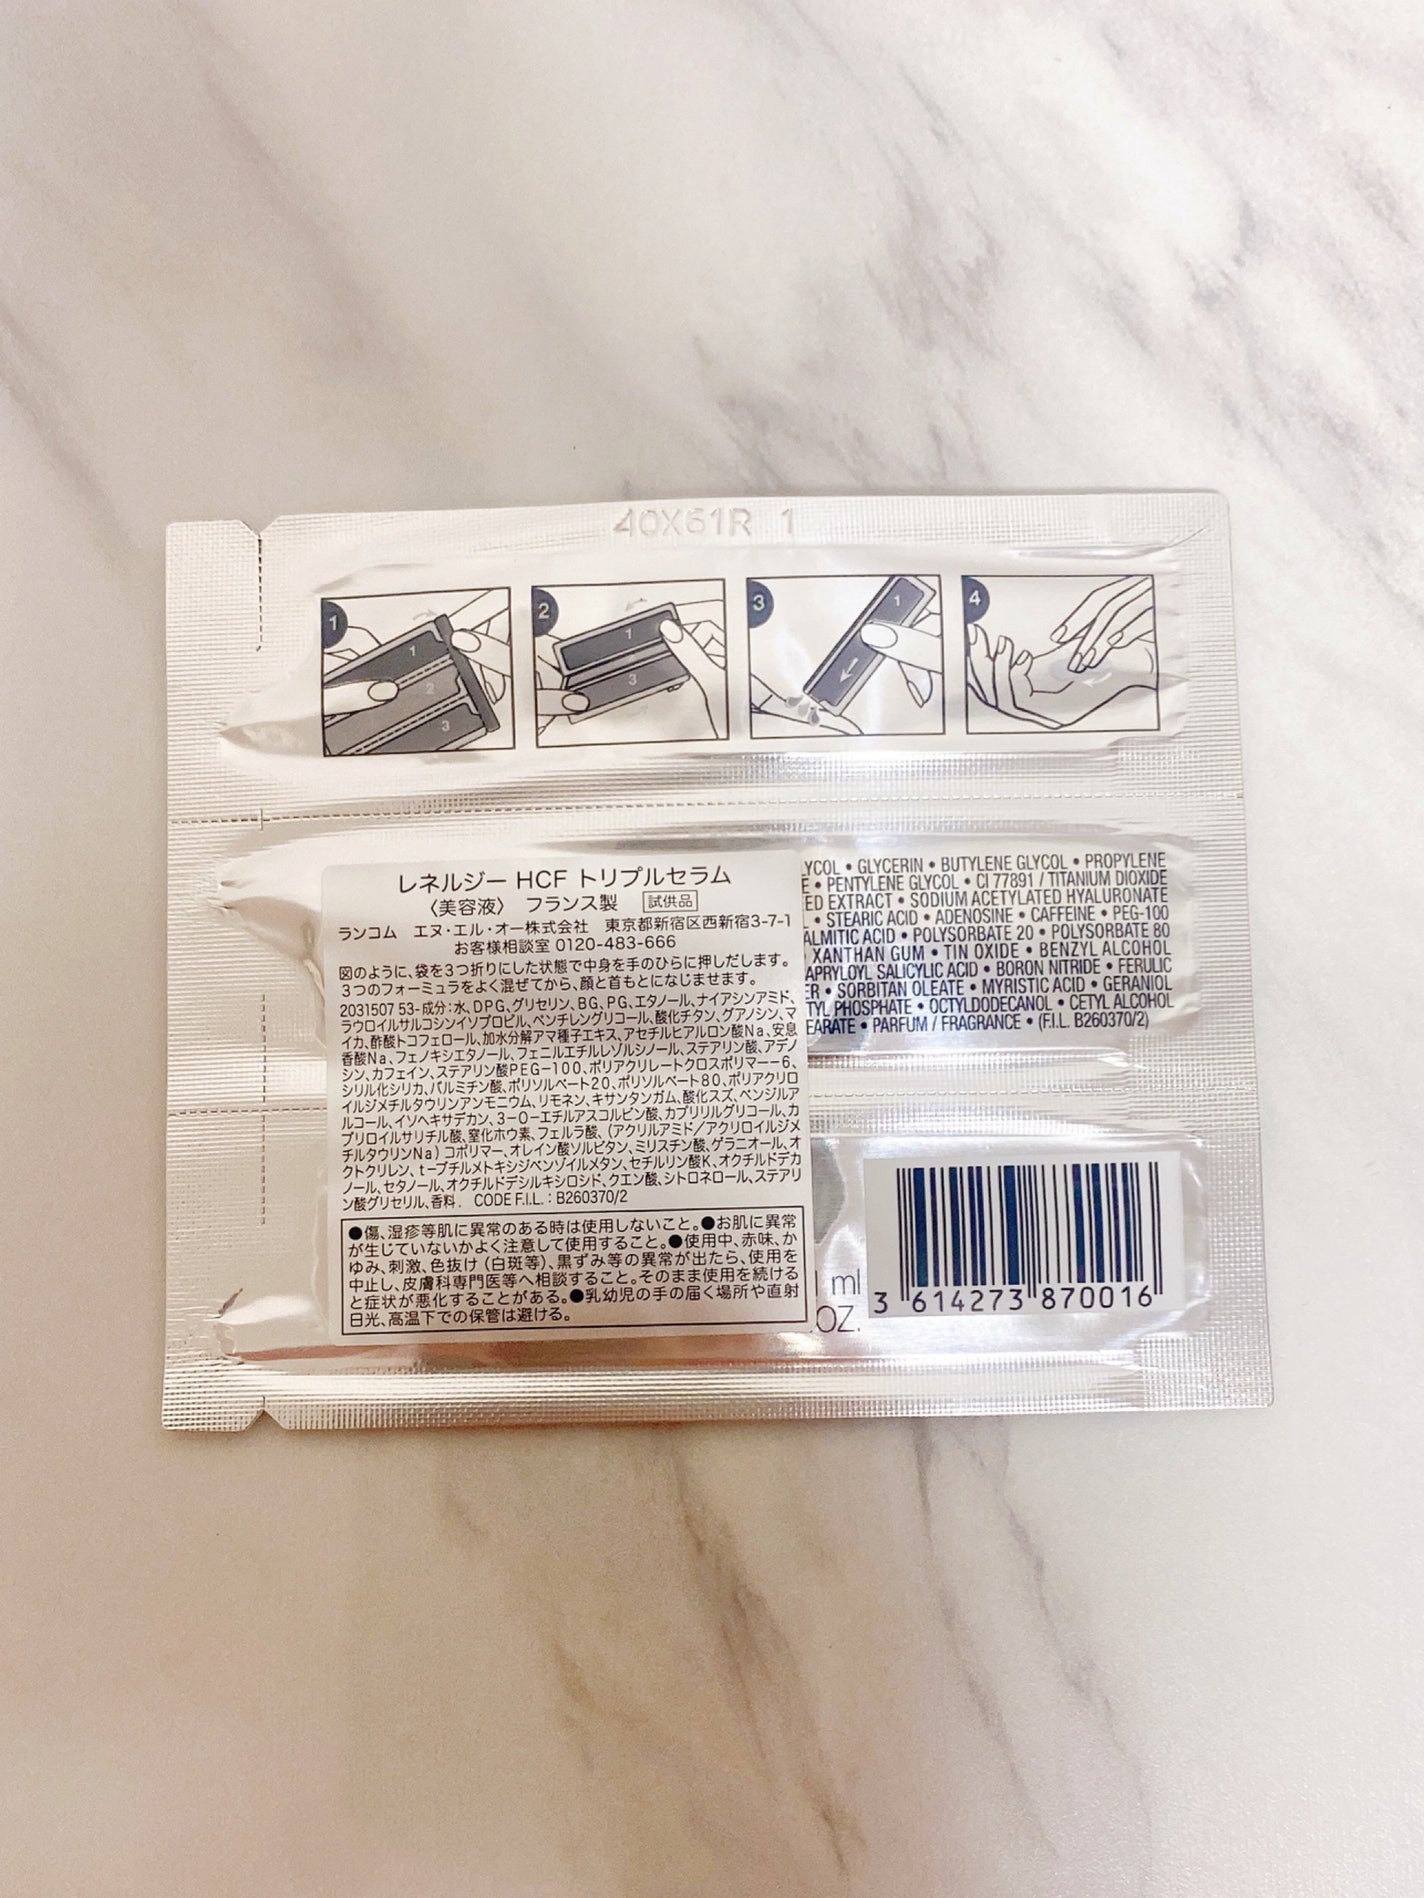 40X61R 1
1 2 3 4
1 1 1
2
3 3
レネルジー HCF トリプルセラム
〈美容液〉 フランス製 試供品
ランコム エヌ・エル・オー株式会社 東京都新宿区西新宿3-7-1
お客様相談室 0120-483-666
図のように、袋を3つ折りにした状態で中身を手のひらに押しだします。
3つのフォーミュラをよく混ぜてから、顔と首もとになじませます。
2031507 53-成分:水、DPG、グリセリン、BG、PG、エタノール、ナイアシンアミド、
ラウロイルサルコシンイソプロピル、ペンチレングリコール、酸化チタン、グアノシン、マ
イカ、酢酸トコフェロール、加水分解アマ種子エキス、アセチルヒアルロン酸Na、安息
香酸Na、フェノキシエタノール、フェニルエチルレゾルシノール、ステアリン酸、アデノ
シン、カフェイン、ステアリン酸PEG-100、ポリアクリレートクロスポリマー6、
シリル化シリカ、パルミチン酸、ポリソルベート20、ポリソルベート80、ポリアクリロ
イルジメチルタウリンアンモニウム、リモネン、キサンタンガム、酸化スズ、ベンジルア
ルコール、イソヘキサデカン、3-O-エチルアスコルビン酸、カプリリルグリコール、カ
プリロイルサリチル酸、窒化ホウ素、フェルラ酸、(アクリルアミド/アクリロイルジメ
チルタウリンNa)コポリマー、オレイン酸ソルビタン、ミリスチン酸、ゲラニオール、オ
クトクリレン、t-ブチルメトキシジベンゾイルメタン、セチルリン酸K、オクチルドデカ
ノール、セタノール、オクチルドデシルキシロシド、クエン酸、シトロネロール、ステアリ
ン酸グリセリル、香料. CODE F.I.L.:B260370/2
●傷、湿疹等肌に異常のある時は使用しないこと。●お肌に異常
が生じていないかよく注意して使用すること。●使用中、赤味、か
ゆみ、刺激、色抜け(白斑等)、黒ずみ等の異常が出たら、使用を
中止し、皮膚科専門医等へ相談すること。そのまま使用を続ける
と症状が悪化することがある。●乳幼児の手の届く場所や直射
日光、高温下での保管は避ける。
YCOL • GLYCERIN • BUTYLENE GLYCOL • PROPYLENE
E • PENTYLENE GLYCOL • CI 77891 / TITANIUM DIOXIDE
ED EXTRACT • SODIUM ACETYLATED HYALURONATE
• STEARIC ACID • ADENOSINE • CAFFEINE • PEG-100
ALMITIC ACID • POLYSORBATE 20 • POLYSORBATE 80
XANTHAN GUM • TIN OXIDE • BENZYL ALCOHOL
APRYLOYL SALICYLIC ACID • BORON NITRIDE • FERULIC
ER • SORBITAN OLEATE • MYRISTIC ACID • GERANIOL
TYL PHOSPHATE • OCTYLDODECANOL • CETYL ALCOHOL
EARATE • PARFUM / FRAGRANCE • (F.I.L. B260370/2)
ml
OZ.
3 614273 870016